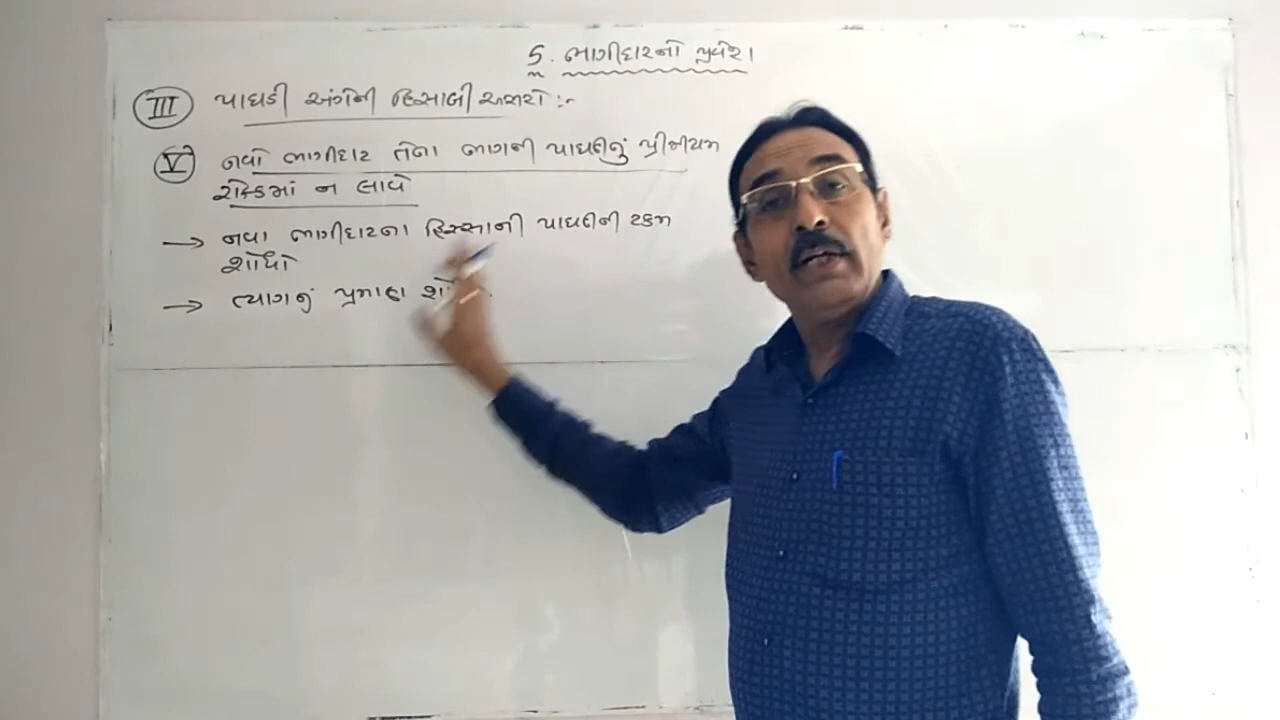 5. ભાગીદારનો પ્રવેશ
III પાઘડી અંગેની હિસાબી અસરો :-
V નવો ભાગીદાર તેના ભાગની પાઘડીનું પ્રીમીયમ
રોકડમાં ન લાવે
→ નવા ભાગીદારના હિસ્સાની પાઘડીની રકમ
શોધો
→ ત્યાગનું પ્રમાણ